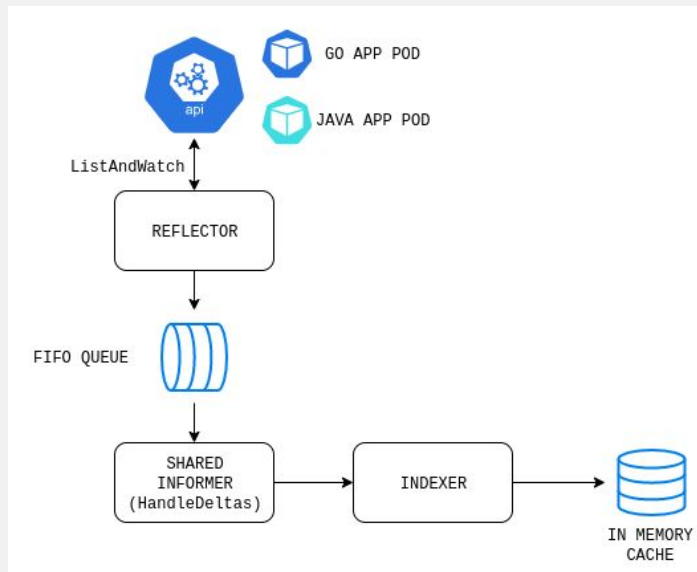 GO APP POD
api
JAVA APP POD
ListAndWatch
REFLECTOR
FIFO QUEUE
SHARED
INFORMER
(HandleDeltas)
INDEXER
IN MEMORY
CACHE